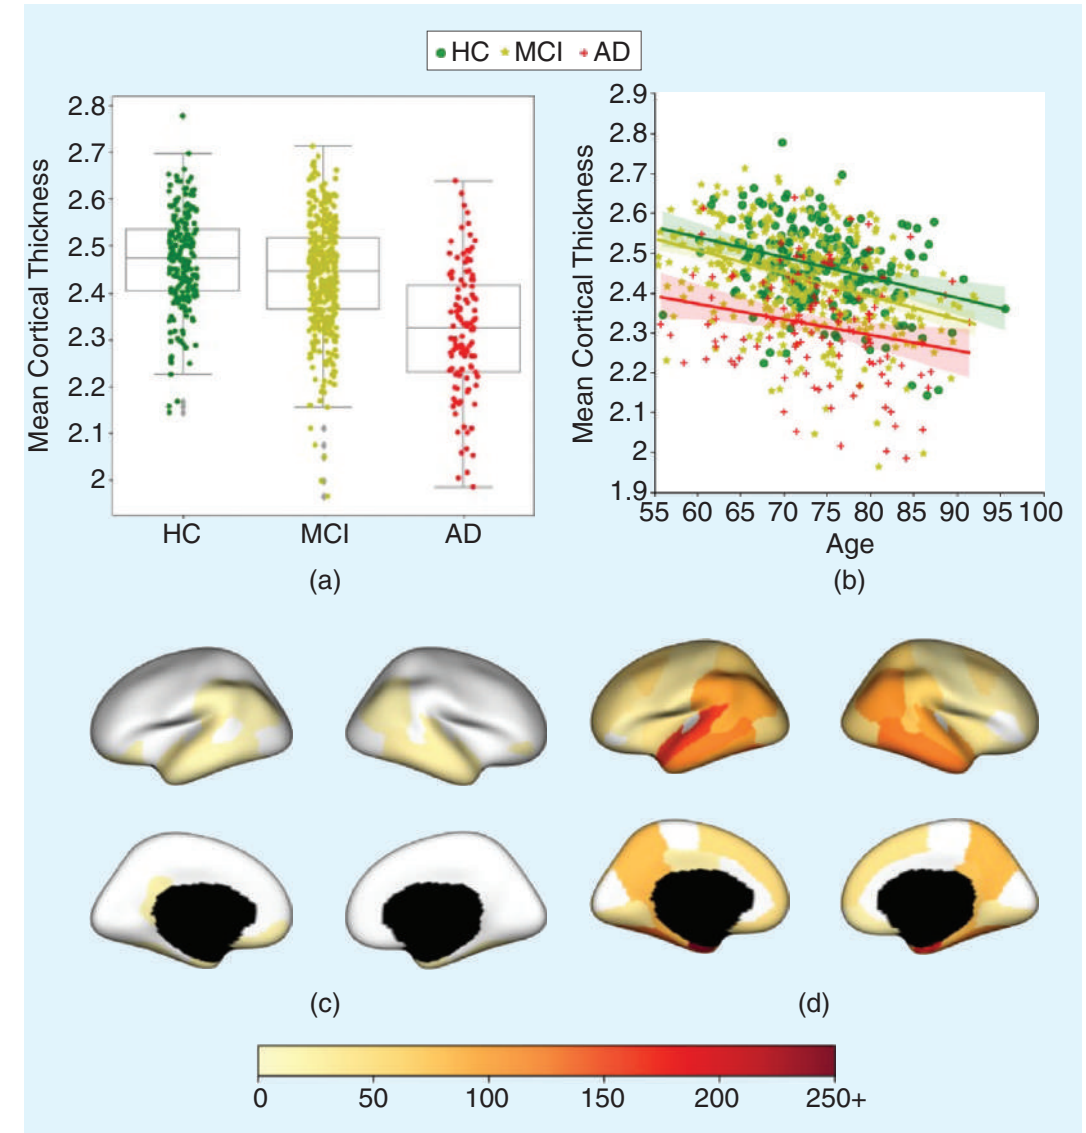 HC MCI AD
Mean Cortical Thickness
2.8
2.7
2.6
2.5
2.4
2.3
2.2
2.1
2
HC MCI AD
(a)
Mean Cortical Thickness
2.9
2.8
2.7
2.6
2.5
2.4
2.3
2.2
2.1
2
1.9
55 60 65 70 75 80 85 90 95 100
Age
(b)
(c)
(d)
0 50 100 150 200 250+